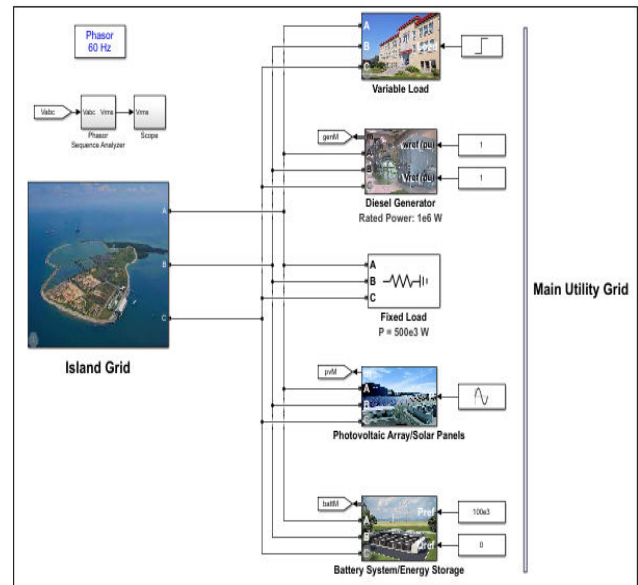 Phasor
60 Hz
Vabc
Vabc Vrms
Vrms
Phasor
Sequence Analyzer
Scope
A
B
C
Island Grid
A
B
C
Variable Load
genM
m
A
B
C
wref (pu)
Vref (pu)
1
1
Diesel Generator
Rated Power: 1e6 W
A
B
C
Fixed Load
P = 500e3 W
pvM
A
B
C
Photovoltaic Array/Solar Panels
battM
A
B
C
Pref
Qref
100e3
0
Battery System/Energy Storage
Main Utility Grid